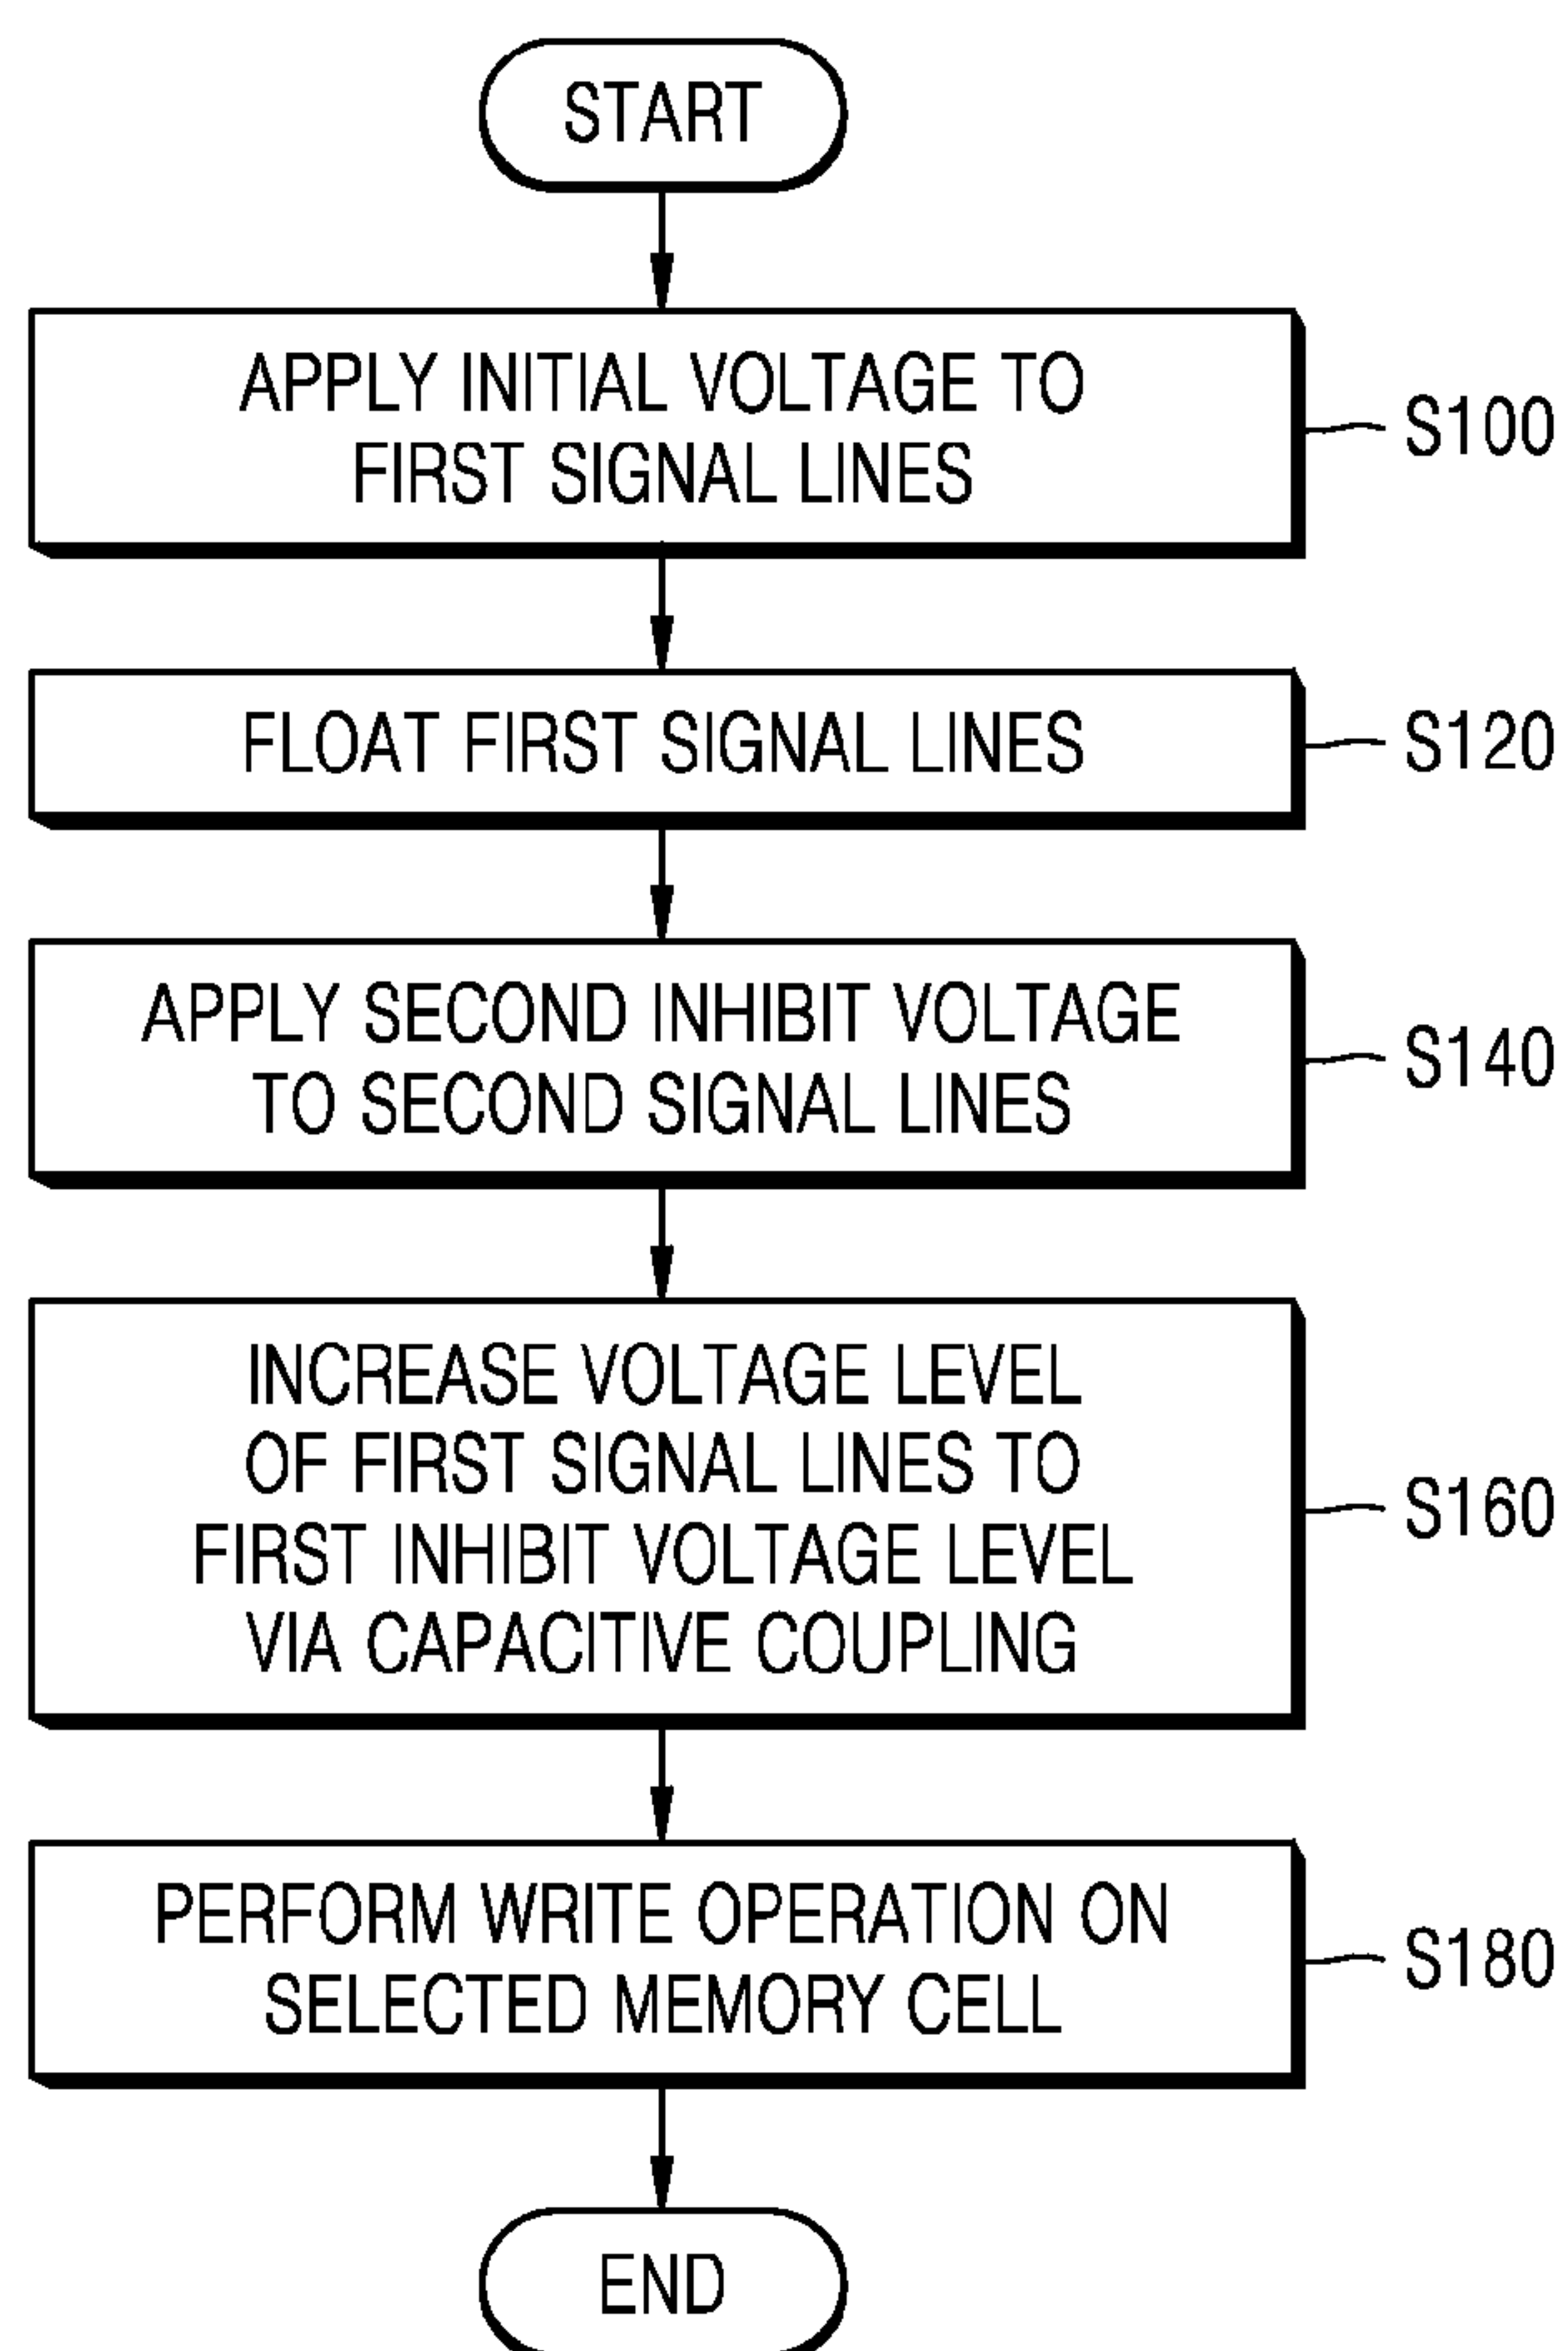 START
APPLY INITIAL VOLTAGE TO
FIRST SIGNAL LINES
S100
FLOAT FIRST SIGNAL LINES
S120
APPLY SECOND INHIBIT VOLTAGE
TO SECOND SIGNAL LINES
S140
INCREASE VOLTAGE LEVEL
OF FIRST SIGNAL LINES TO
FIRST INHIBIT VOLTAGE LEVEL
VIA CAPACITIVE COUPLING
S160
PERFORM WRITE OPERATION ON
SELECTED MEMORY CELL
S180
END